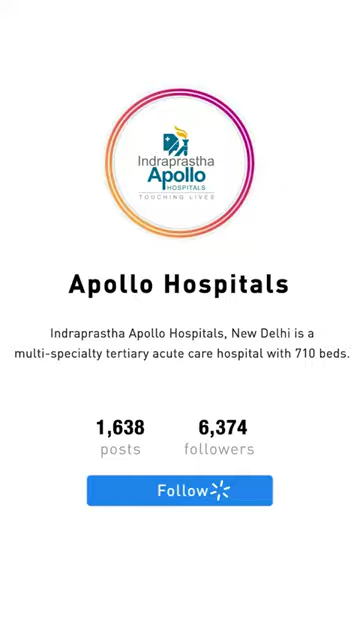 Indraprastha
Apollo
HOSPITALS
TOUCHING LIVES
Apollo Hospitals
Indraprastha Apollo Hospitals, New Delhi is a
multi-specialty tertiary acute care hospital with 710 beds.
1,638 6,374
posts followers
Follow